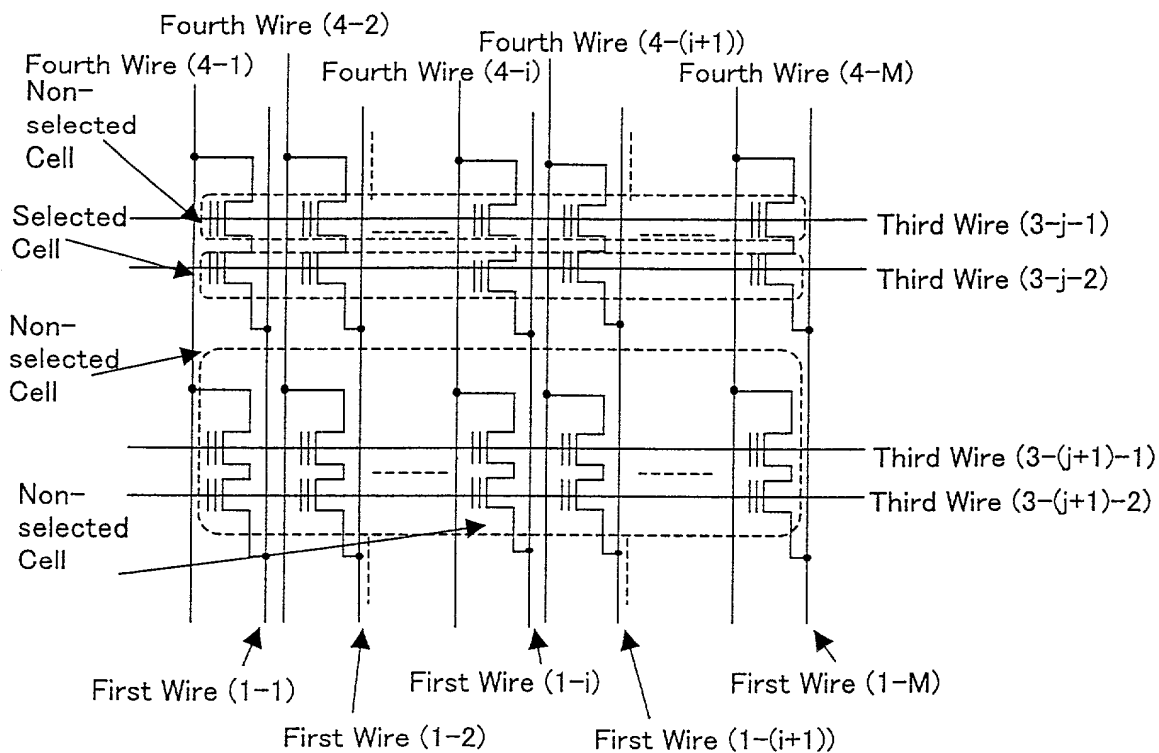 Fourth Wire (4-2)
Fourth Wire (4-(i+1))
Fourth Wire (4-1)
Fourth Wire (4-i)
Fourth Wire (4-M)
Non-
selected
Cell
Selected
Cell
Third Wire (3-j-1)
Third Wire (3-j-2)
Non-
selected
Cell
Third Wire (3-(j+1)-1)
Third Wire (3-(j+1)-2)
Non-
selected
Cell
First Wire (1-1)
First Wire (1-i)
First Wire (1-M)
First Wire (1-2)
First Wire (1-(i+1))